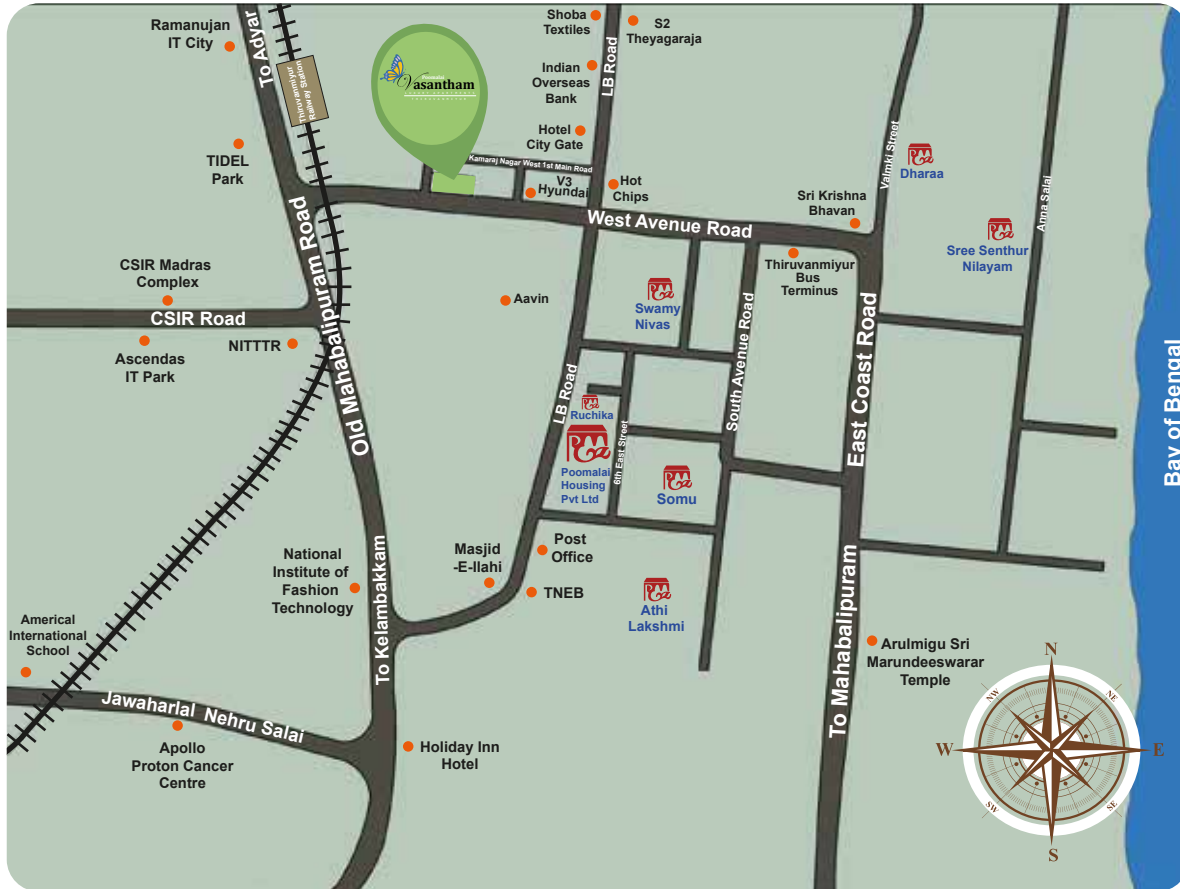 Ramanujan
IT City
To Adyar
Thiruvanmiyur
Railway Station
Poomalai
Vasantham
Shoba
Textiles
S2
Theyagaraja
Indian
Overseas
Bank
LB Road
Hotel
City Gate
TIDEL
Park
Kamaraj Nagar West 1st Main Road
V3
Hyundai
Hot
Chips
West Avenue Road
Sri Krishna
Bhavan
Valmki Street
Dharaa
Anna Salai
Sree Senthur
Nilayam
Thiruvanmiyur
Bus
Terminus
CSIR Madras
Complex
CSIR Road
Ascendas
IT Park
NITTTR
Old Mahabalipuram Road
Aavin
Swamy
Nivas
South Avenue Road
East Coast Road
Bay of Bengal
LB Road
Ruchika
6th East Street
Poomalai
Housing
Pvt Ltd
Somu
National
Institute of
Fashion
Technology
To Kelambakkam
Masjid
-E-Ilahi
Post
Office
TNEB
Athi
Lakshmi
To Mahabalipuram
Arulmigu Sri
Marundeeswarar
Temple
Americal
International
School
Jawaharlal Nehru Salai
Apollo
Proton Cancer
Centre
Holiday Inn
Hotel
N
NW
NE
W
E
SW
SE
S